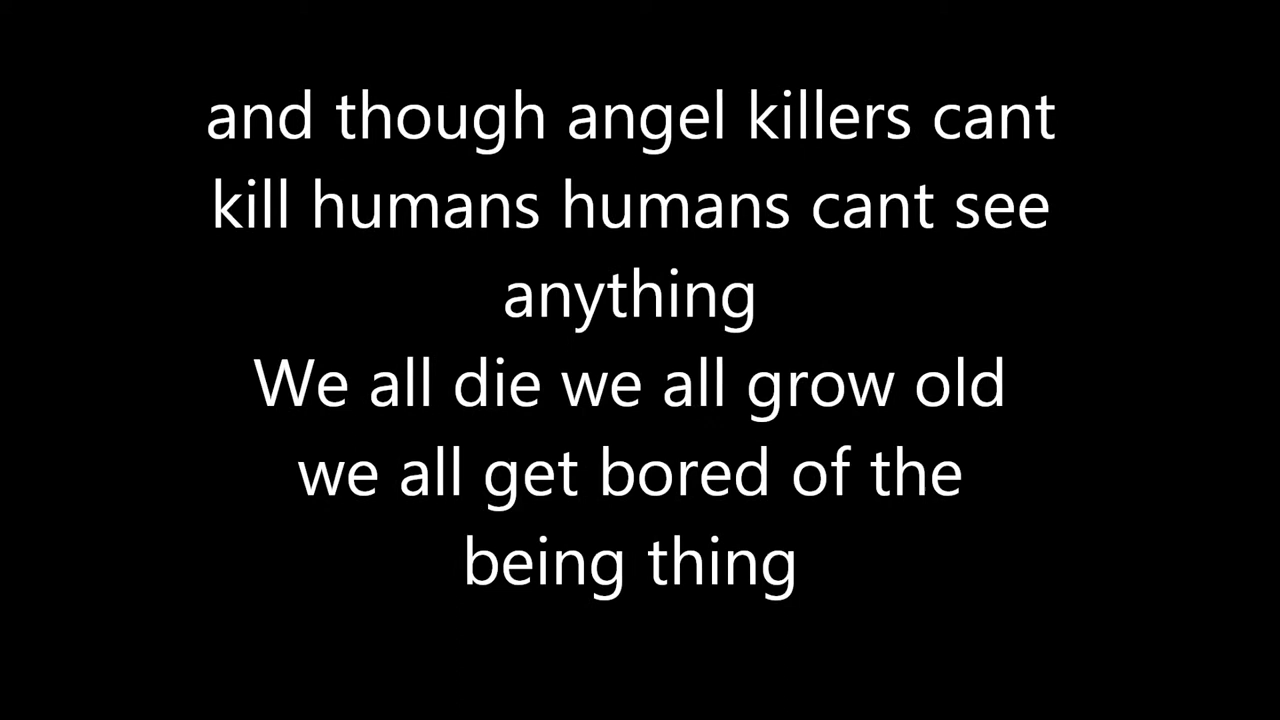 and though angel killers cant
kill humans humans cant see
anything
We all die we all grow old
we all get bored of the
being thing